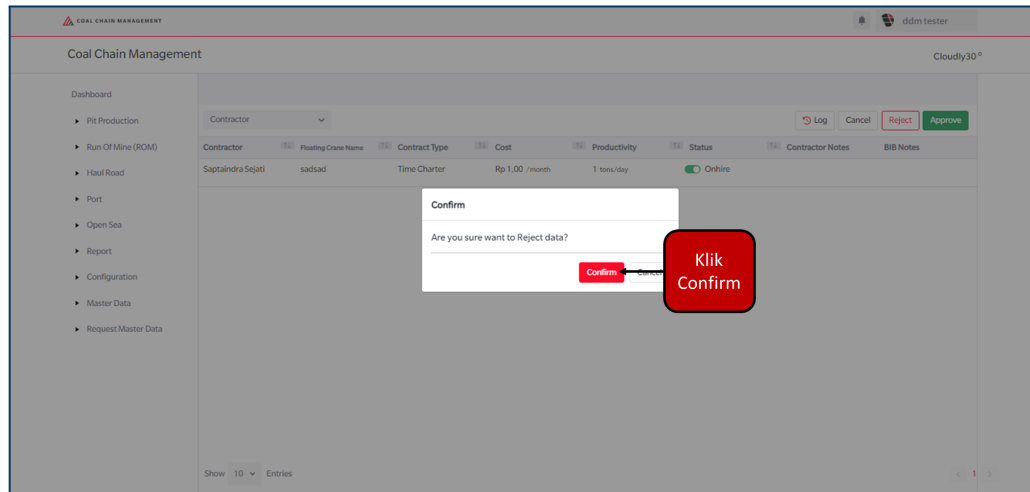 COAL CHAIN MANAGEMENT
ddm tester
Coal Chain Management
Cloudly30°
Dashboard
Pit Production
Run Of Mine (ROM)
Haul Road
Port
Open Sea
Report
Configuration
Master Data
Request Master Data
Contractor
Log Cancel Reject Approve
Contractor Floating Crane Name Contract Type Cost Productivity Status Contractor Notes BIB Notes
Saptaindra Sejati sadsad Time Charter Rp 1,00 /month 1 tons/day Onhire
Confirm
Are you sure want to Reject data?
Confirm Cancel
Klik
Confirm
Show 10 Entries
1